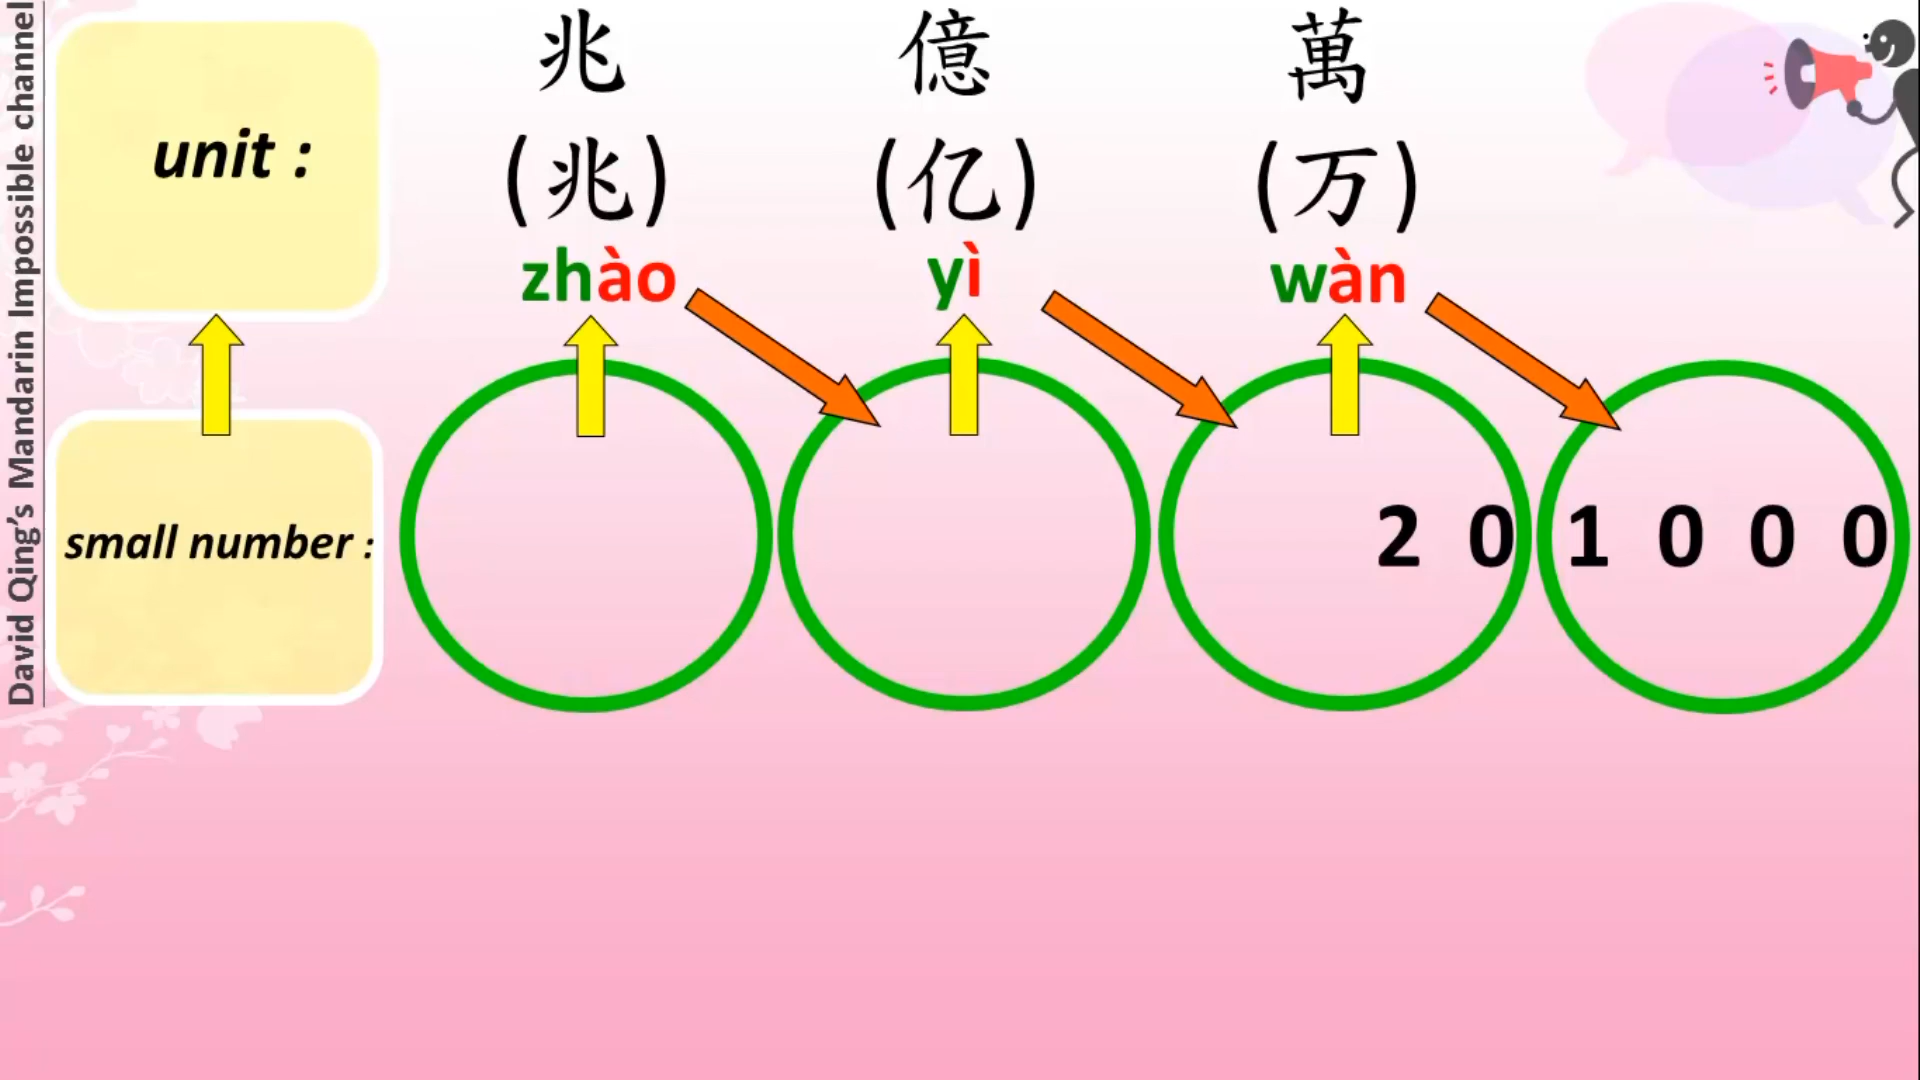 David Qing's Mandarin Impossible channel
unit :
兆 億 萬
(兆) (亿) (万)
zhào yì wàn
small number :
2 0 1 0 0 0